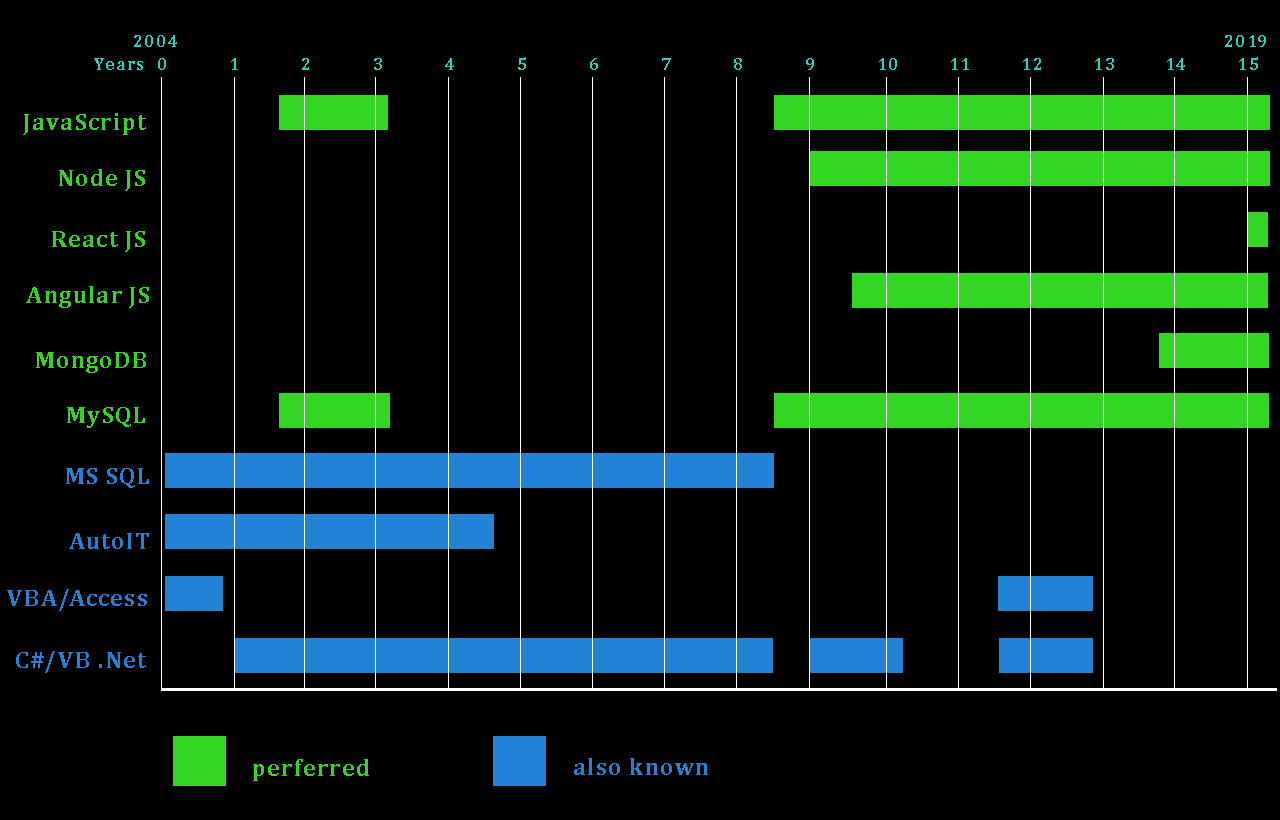 2004 2019
Years 0 1 2 3 4 5 6 7 8 9 10 11 12 13 14 15
JavaScript
Node JS
React JS
Angular JS
MongoDB
MySQL
MS SQL
AutoIT
VBA/Access
C#/VB .Net
perferred also known